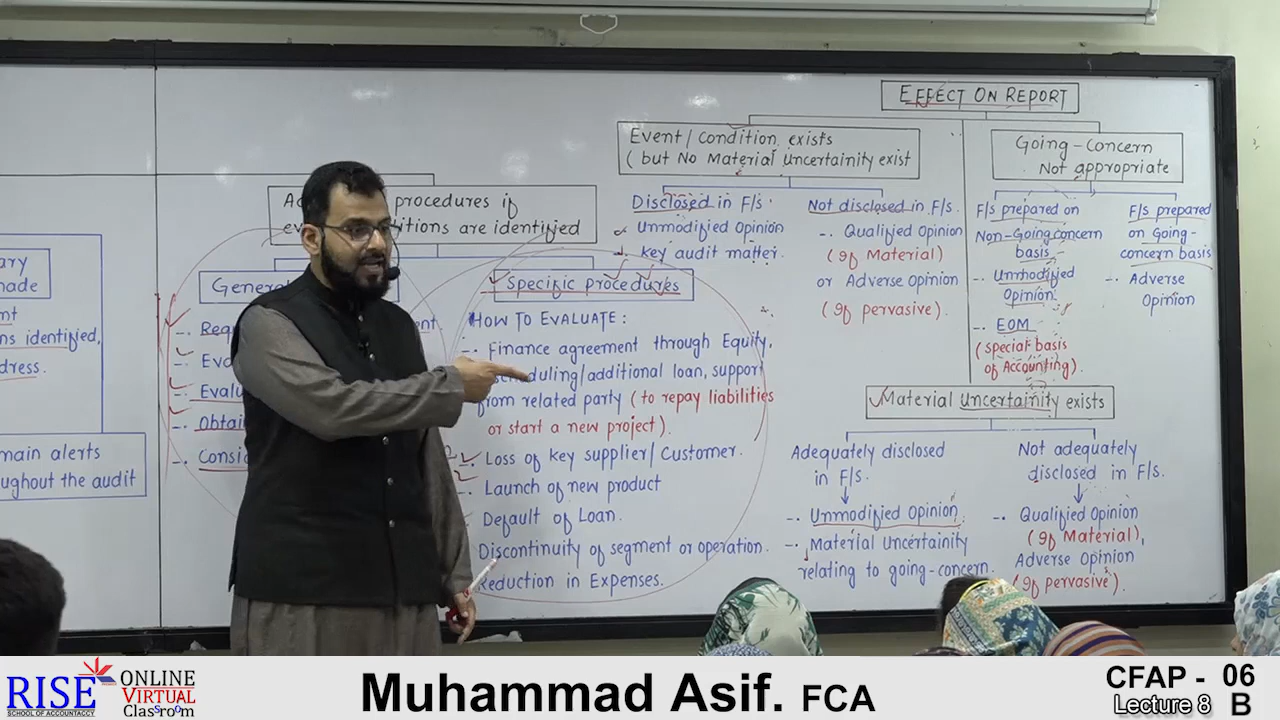 EFFECT ON REPORT
Event/Condition exists
(but No Material Uncertainity exist
Disclosed in F/s.
Unmodified Opinion
Key audit matter.
Not disclosed in F/s.
-. Qualified Opinion
(If Material)
or Adverse Opinion
(If pervasive).
Going-Concern
Not appropriate
F/s prepared on
Non-Going concern
basis
-. Unmodified
Opinion.
-. EOM
(special basis
of Accounting).
F/s prepared
on Going-
concern basis
-. Adverse
Opinion
Material Uncertainity exists
Adequately disclosed
in F/s.
-. Unmodified Opinion
-. Material Uncertainity
relating to going-concern.
Not adequately
disclosed in F/s.
-. Qualified Opinion
(If Material),
Adverse Opinion
(If pervasive).
procedures if
are identified
General
Specific procedures
HOW TO EVALUATE:
-. Finance agreement through Equity,
/additional loan, support
from related party (to repay liabilities
or start a new project).
Loss of key supplier/Customer.
-. Launch of new product
Default of Loan.
Discontinuity of segment or operation.
Reduction in Expenses.
identified,
main alerts
the audit
RISE
SCHOOL OF ACCOUNTANCY
ONLINE
VIRTUAL
Classroom
Muhammad Asif. FCA
CFAP - 06
Lecture 8 B